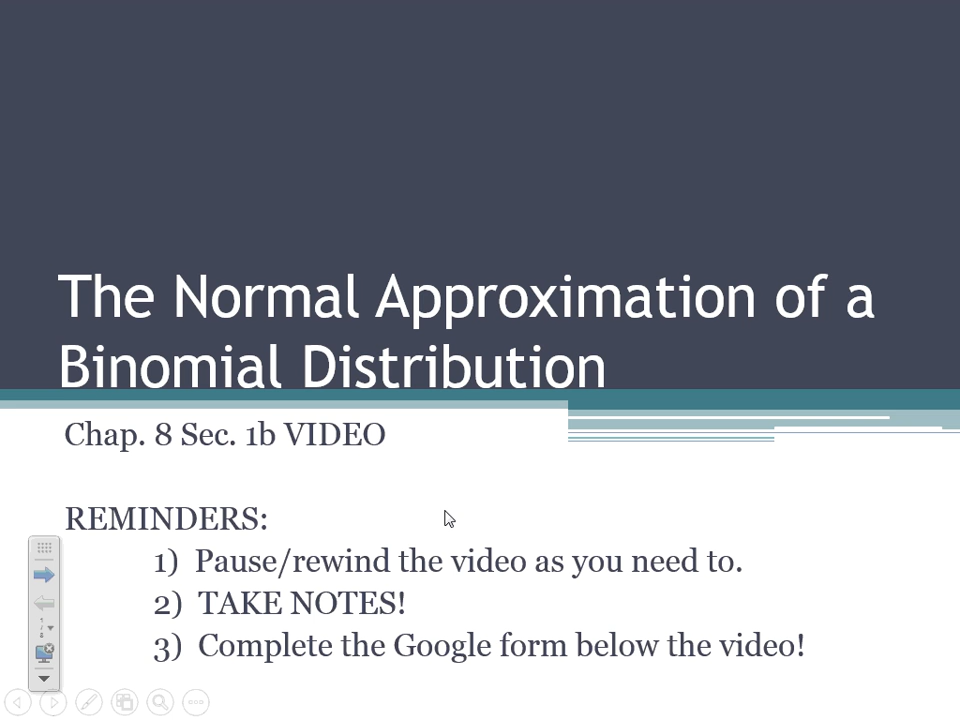 The Normal Approximation of a
Binomial Distribution
Chap. 8 Sec. 1b VIDEO
REMINDERS:
1) Pause/rewind the video as you need to.
2) TAKE NOTES!
3) Complete the Google form below the video!